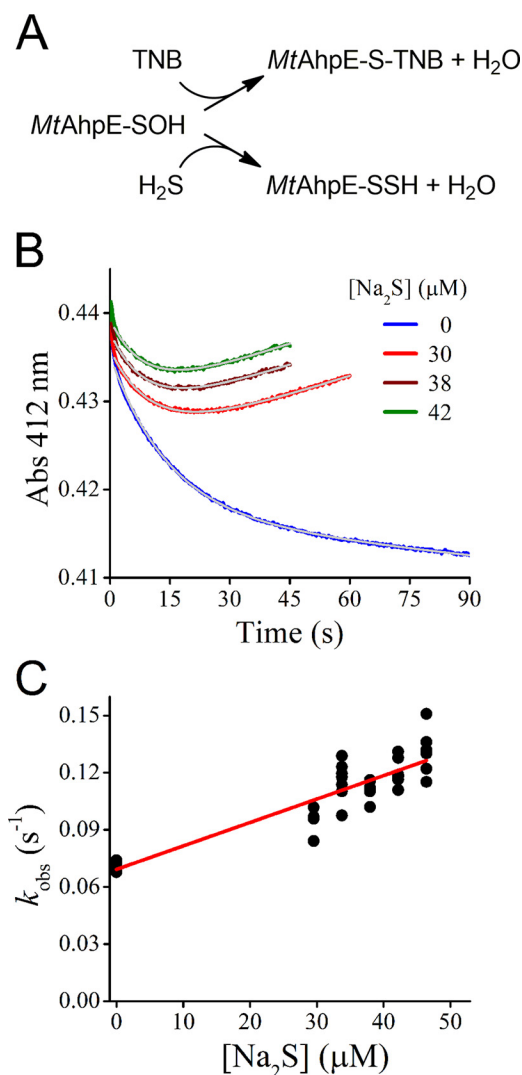 A
TNB
MtAhpE-S-TNB + H₂O
MtAhpE-SOH
H₂S
MtAhpE-SSH + H₂O
B
[Na₂S] (μM)
0
30
38
42
0.44
0.43
0.42
0.41
Abs 412 nm
0 15 30 45 60 75 90
Time (s)
C
0.15
0.12
0.09
0.06
0.03
0.00
kobs (s⁻¹)
0 10 20 30 40 50
[Na₂S] (μM)